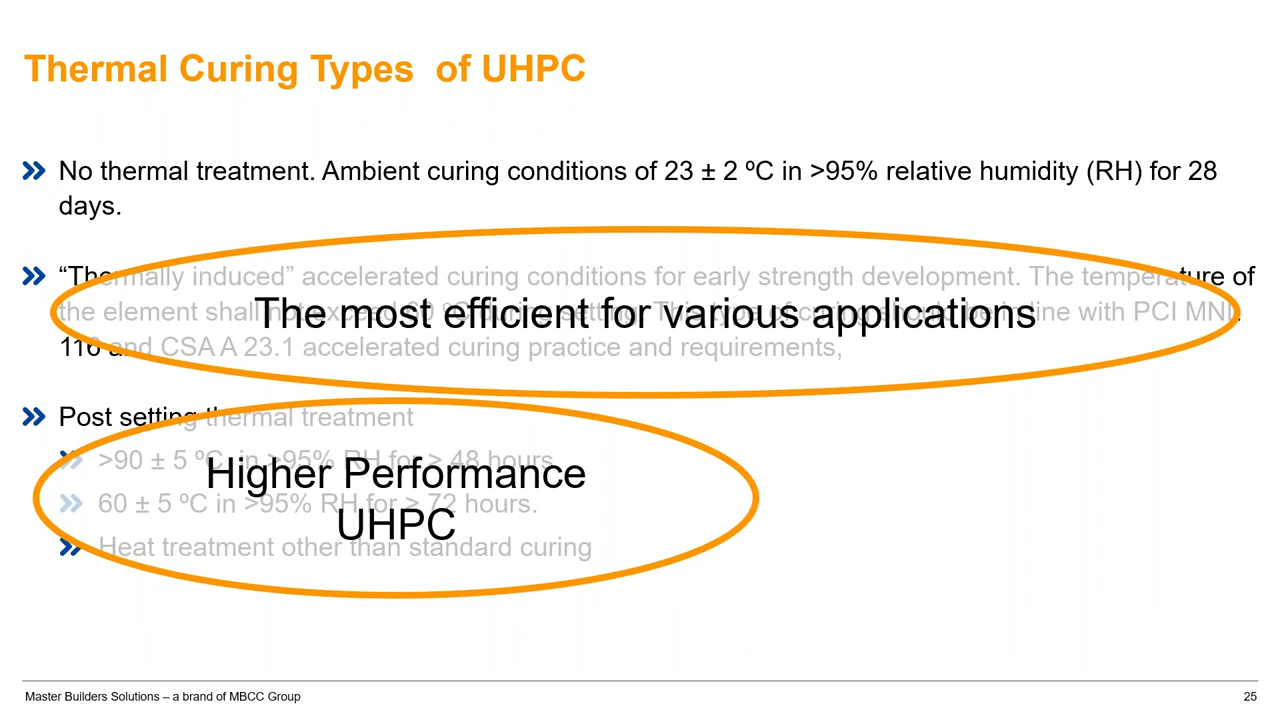 Thermal Curing Types  of UHPC
No thermal treatment. Ambient curing conditions of 23 ± 2 ºC in >95% relative humidity (RH) for 28
days.
“Thermally induced” accelerated curing conditions for early strength development. The temperature of
the element shall not exceed 60 ºC during setting. This type of curing should be in line with PCI MNL
116 and CSA A 23.1 accelerated curing practice and requirements,
The most efficient for various applications
Post setting thermal treatment
>90 ± 5 ºC in >95% RH for ≥ 48 hours
60 ± 5 ºC in >95% RH for ≥ 72 hours.
Heat treatment other than standard curing
Higher Performance
UHPC
Master Builders Solutions – a brand of MBCC Group
25